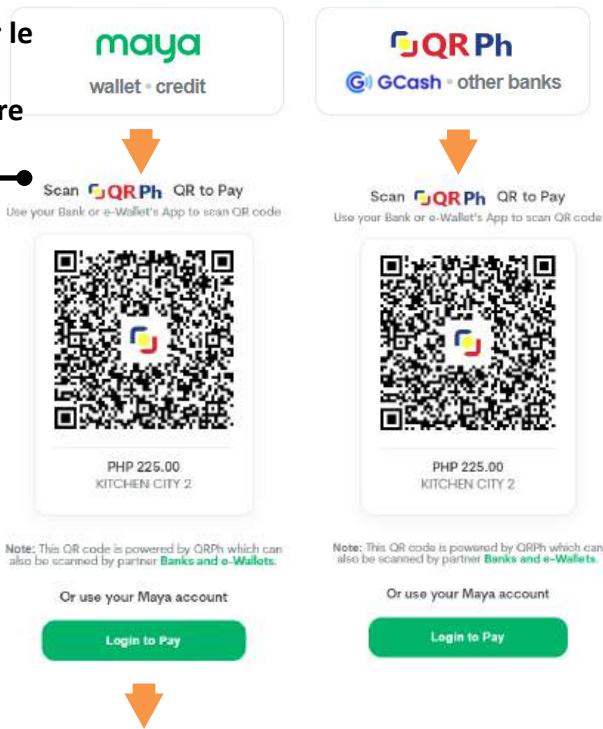 le
re
maya
wallet • credit
Scan QR Ph QR to Pay
Use your Bank or e-Wallet's App to scan QR code
PHP 225.00
KITCHEN CITY 2
Note: This QR code is powered by QRPh which can
also be scanned by partner Banks and e-Wallets.
Or use your Maya account
Login to Pay
QR Ph
GCash • other banks
Scan QR Ph QR to Pay
Use your Bank or e-Wallet's App to scan QR code
PHP 225.00
KITCHEN CITY 2
Note: This QR code is powered by QRPh which can
also be scanned by partner Banks and e-Wallets.
Or use your Maya account
Login to Pay